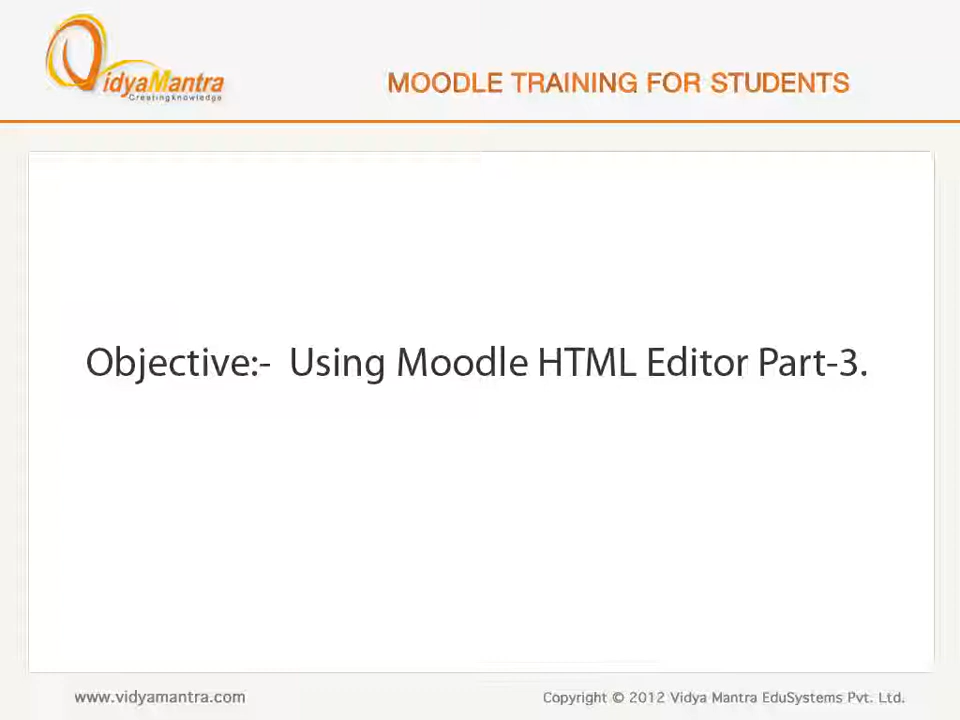 VidyaMantra
Creatingknowledge
MOODLE TRAINING FOR STUDENTS
Objective:- Using Moodle HTML Editor Part-3.
www.vidyamantra.com
Copyright © 2012 Vidya Mantra EduSystems Pvt. Ltd.